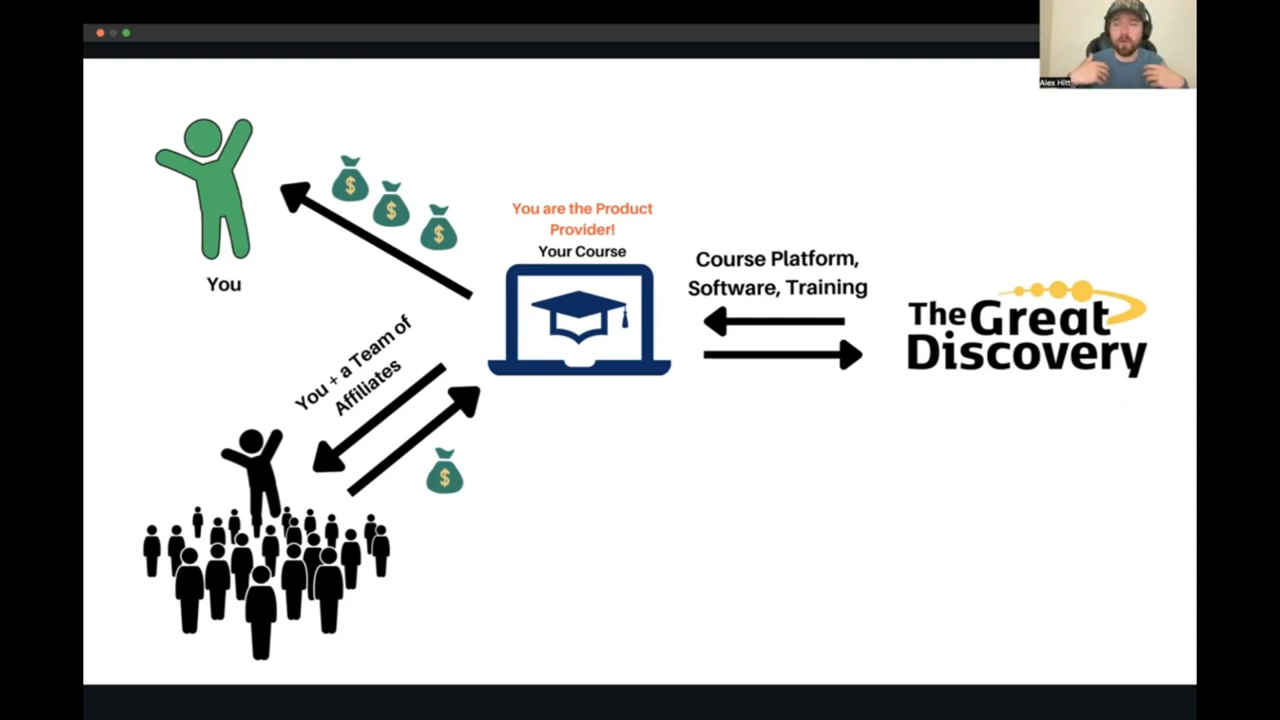 Alex Hitt
You are the Product
Provider!
Your Course
Course Platform,
Software, Training
The Great
Discovery
You
You + a Team of
Affiliates
$
$
$
$